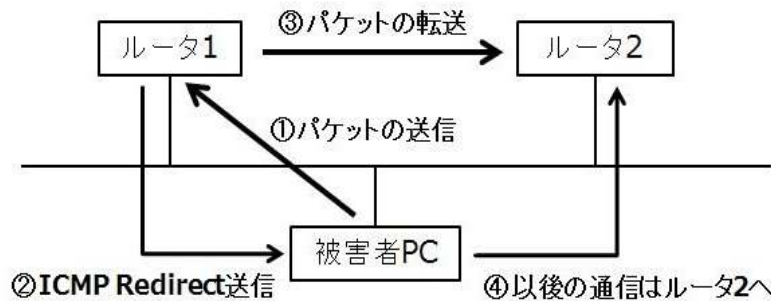 ③パケットの転送
ルータ1
ルータ2
①パケットの送信
被害者PC
②ICMP Redirect送信
④以後の通信はルータ2へ